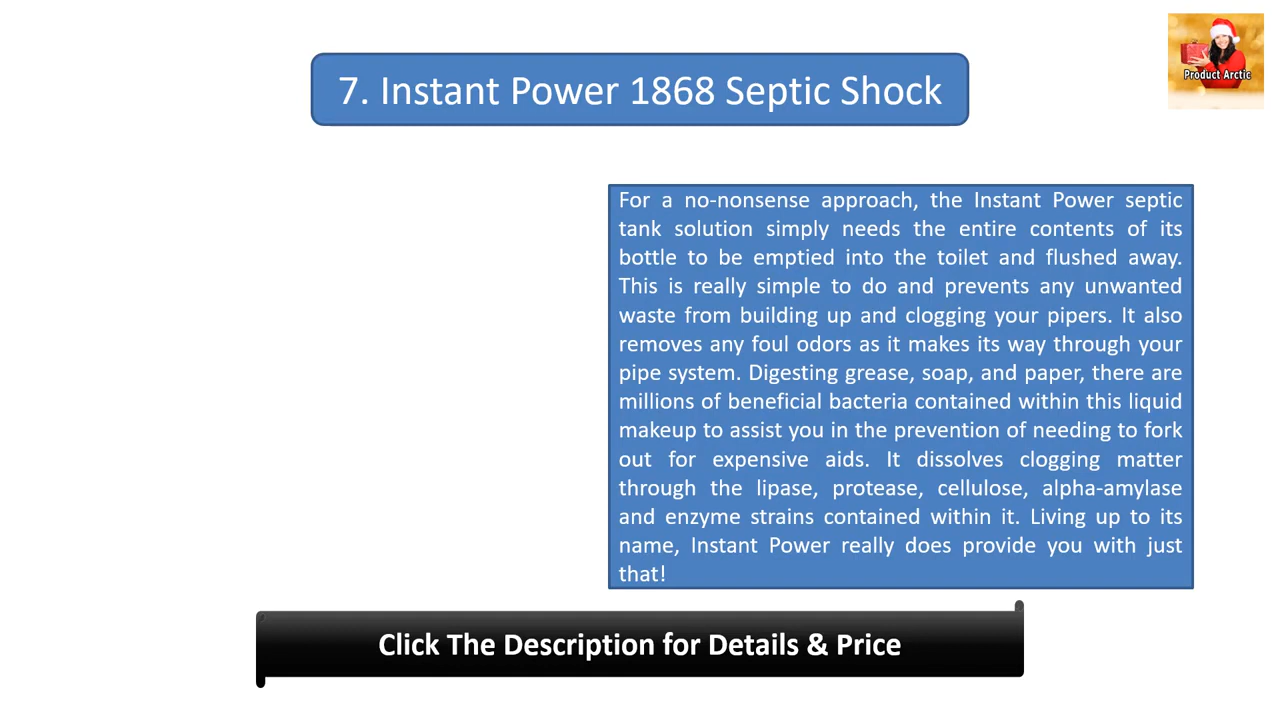 Product Arctic
7. Instant Power 1868 Septic Shock
For a no-nonsense approach, the Instant Power septic
tank solution simply needs the entire contents of its
bottle to be emptied into the toilet and flushed away.
This is really simple to do and prevents any unwanted
waste from building up and clogging your pipers. It also
removes any foul odors as it makes its way through your
pipe system. Digesting grease, soap, and paper, there are
millions of beneficial bacteria contained within this liquid
makeup to assist you in the prevention of needing to fork
out for expensive aids. It dissolves clogging matter
through the lipase, protease, cellulose, alpha-amylase
and enzyme strains contained within it. Living up to its
name, Instant Power really does provide you with just
that!
Click The Description for Details & Price